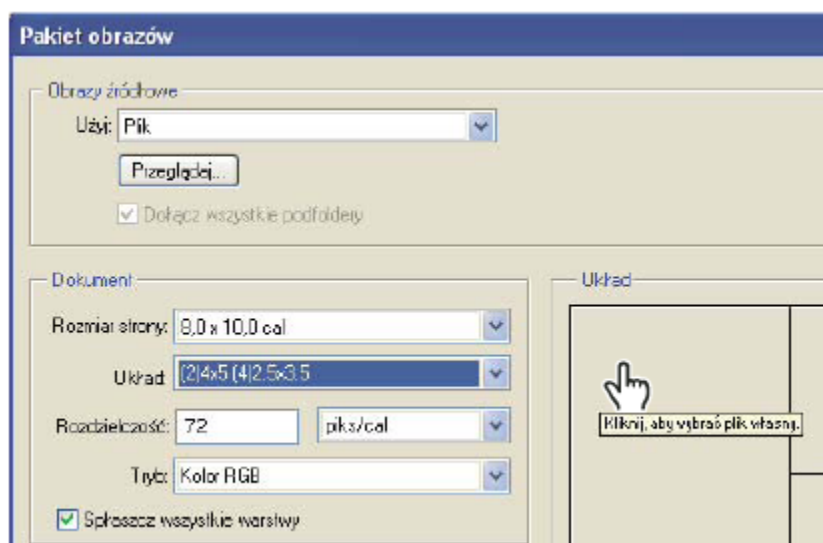 Pakiet obrazów
Obrazy źródłowe
Użyj: Plik
Przeglądaj...
Dołącz wszystkie podfoldery
Dokument
Rozmiar strony: 8,0 x 10,0 cal
Układ: (2)4x5 (4)2.5x3.5
Rozdzielczość: 72 piks/cal
Tryb: Kolor RGB
Spłaszcz wszystkie warstwy
Układ
Kliknij, aby wybrać plik własny.